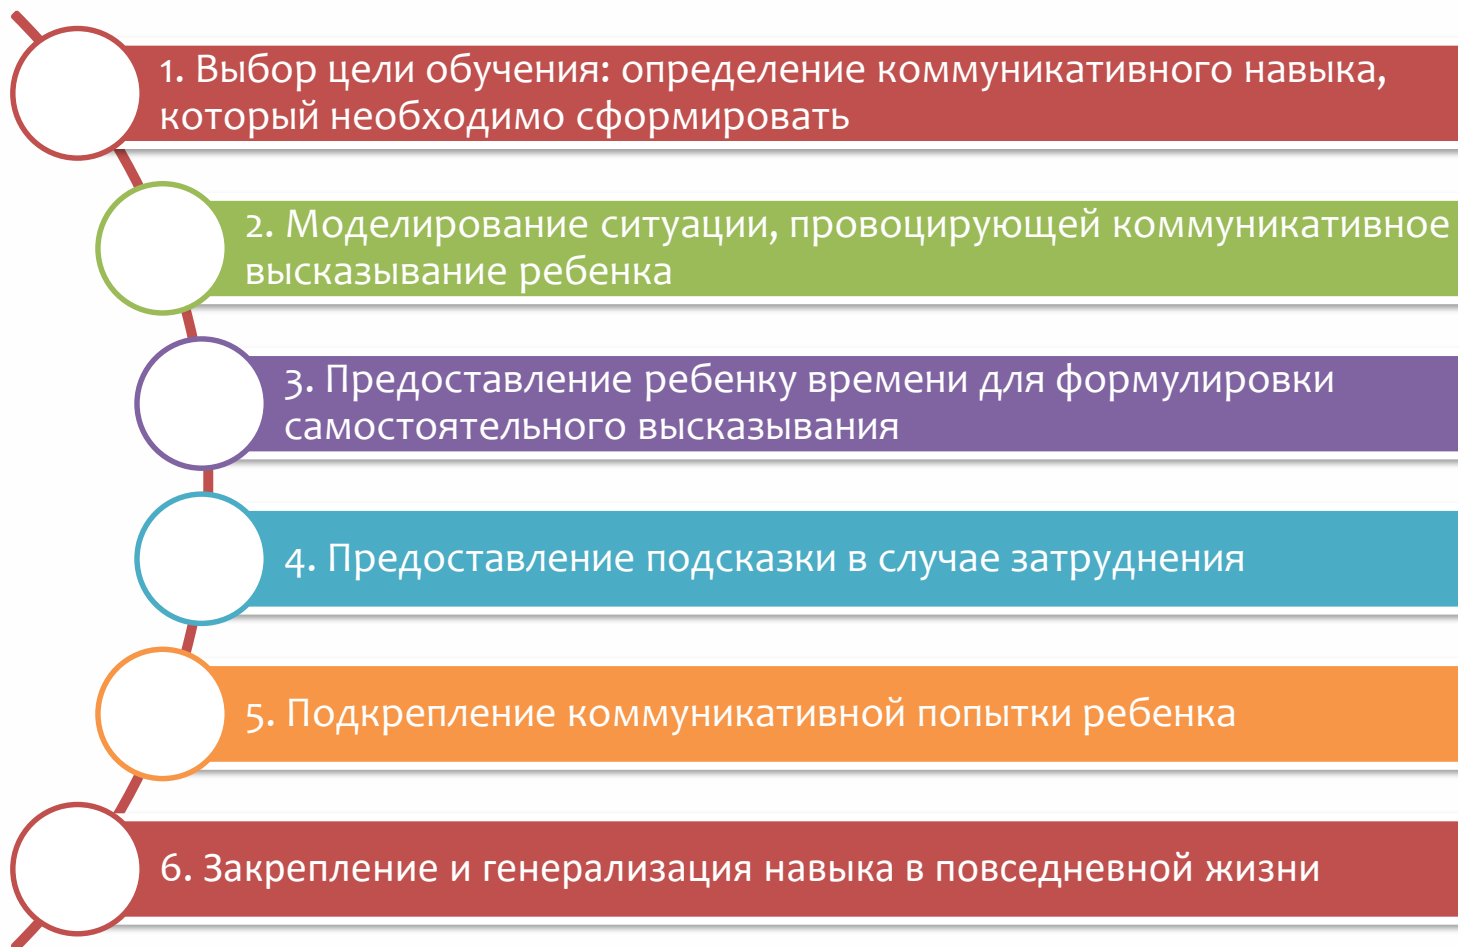 1. Выбор цели обучения: определение коммуникативного навыка,
который необходимо сформировать
2. Моделирование ситуации, провоцирующей коммуникативное
высказывание ребенка
3. Предоставление ребенку времени для формулировки
самостоятельного высказывания
4. Предоставление подсказки в случае затруднения
5. Подкрепление коммуникативной попытки ребенка
6. Закрепление и генерализация навыка в повседневной жизни